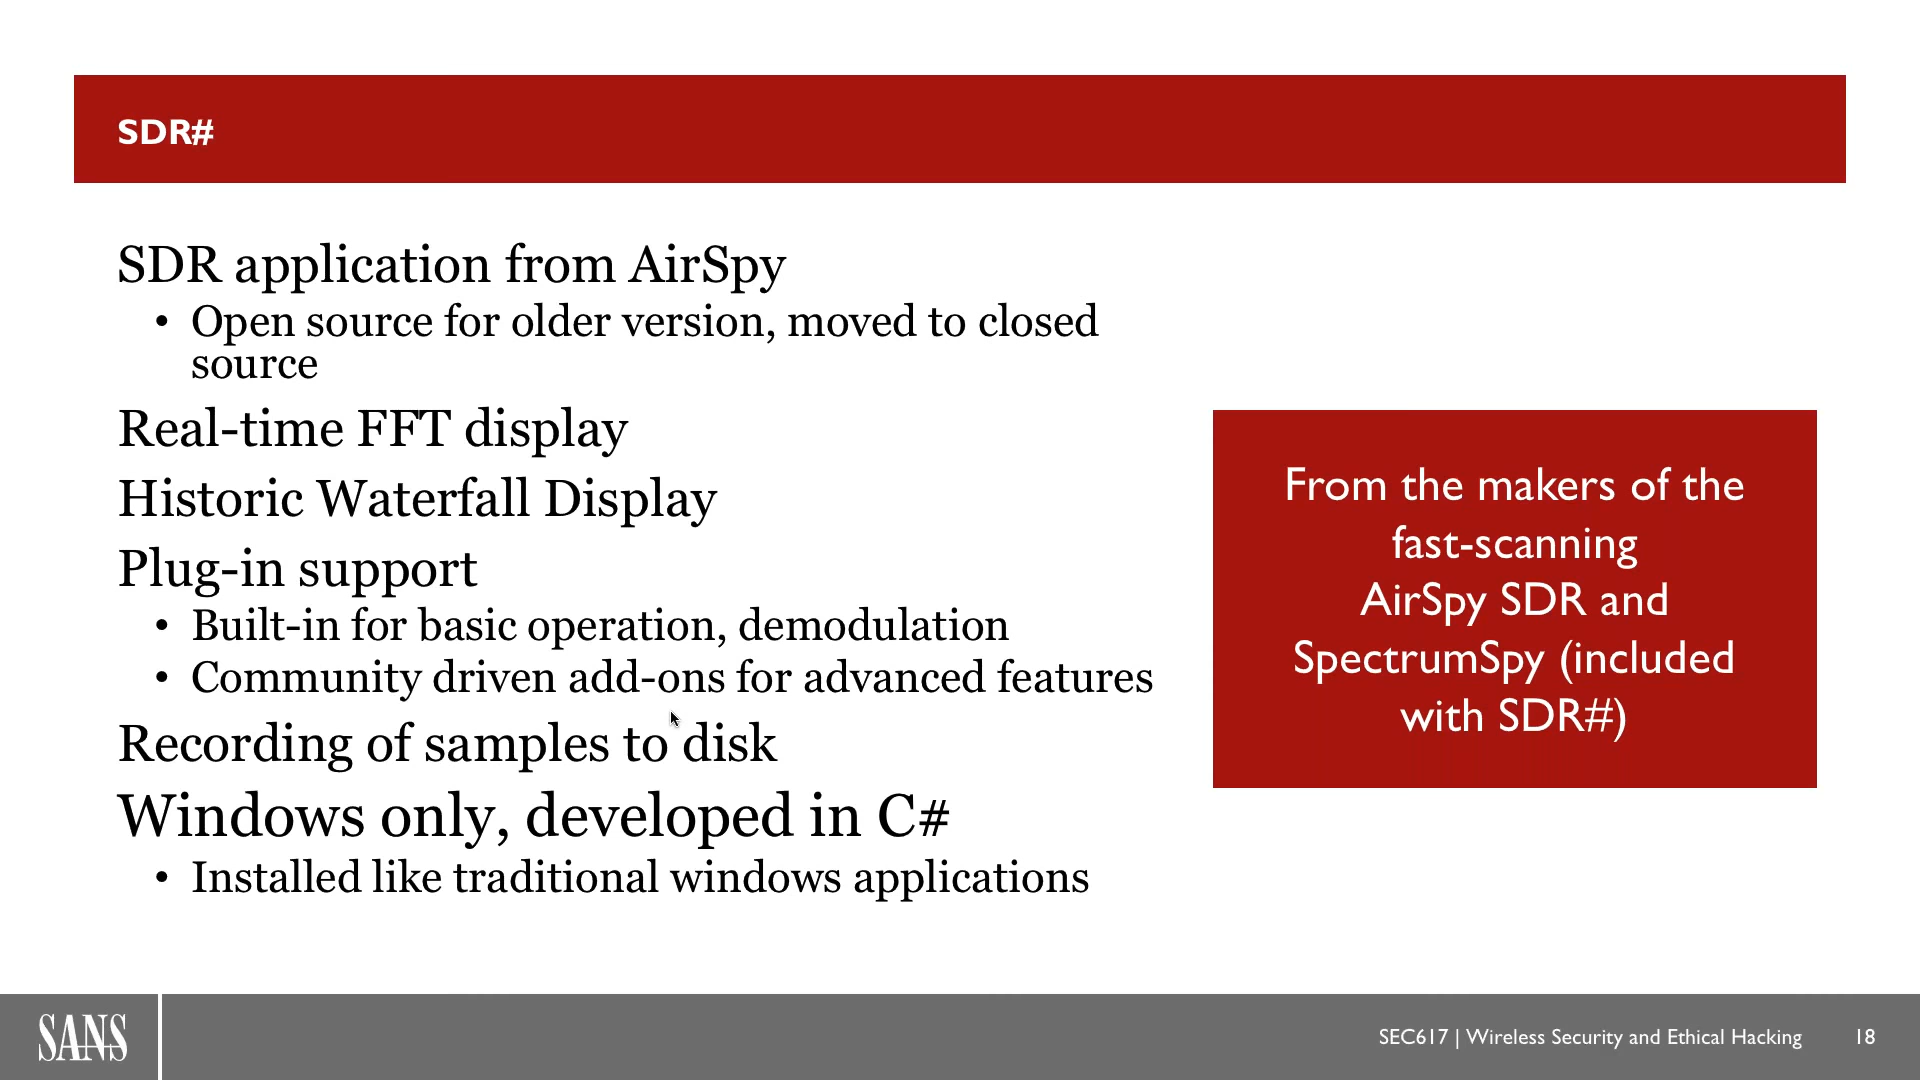 SDR#
SDR application from AirSpy
• Open source for older version, moved to closed
source
Real-time FFT display
Historic Waterfall Display
Plug-in support
• Built-in for basic operation, demodulation
• Community driven add-ons for advanced features
Recording of samples to disk
Windows only, developed in C#
• Installed like traditional windows applications
From the makers of the
fast-scanning
AirSpy SDR and
SpectrumSpy (included
with SDR#)
SANS
SEC617 | Wireless Security and Ethical Hacking
18